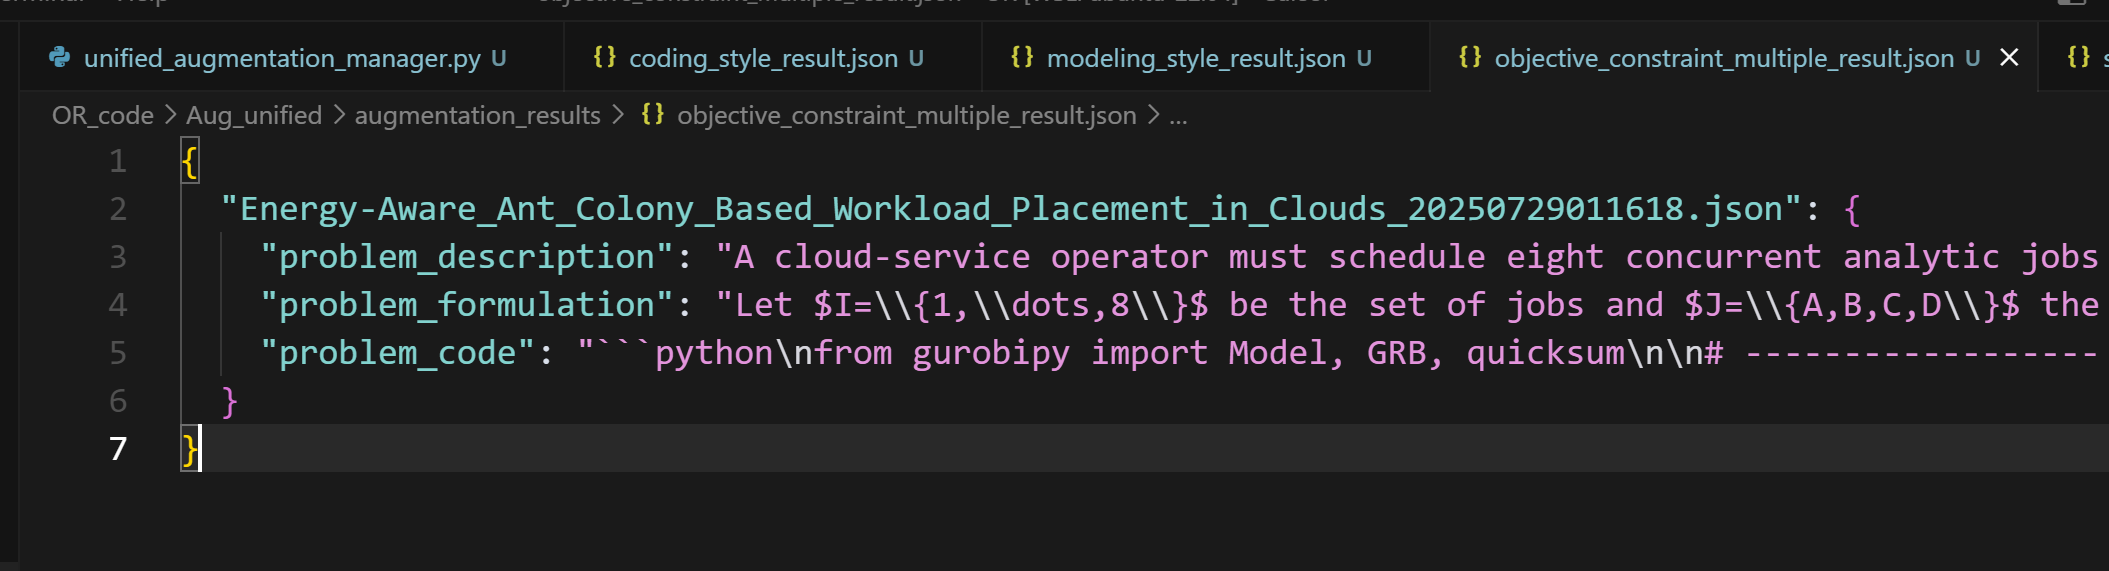 unified_augmentation_manager.py U {} coding_style_result.json U {} modeling_style_result.json U {} objective_constraint_multiple_result.json U {}
OR_code > Aug_unified > augmentation_results > {} objective_constraint_multiple_result.json > ...
1 {
2 "Energy-Aware_Ant_Colony_Based_Workload_Placement_in_Clouds_20250729011618.json": {
3 "problem_description": "A cloud-service operator must schedule eight concurrent analytic jobs
4 "problem_formulation": "Let $I=\\{1,\\dots,8\\}$ be the set of jobs and $J=\\{A,B,C,D\\}$ the
5 "problem_code": "```python\nfrom gurobipy import Model, GRB, quicksum\n\n# ------------------
6 }
7 }